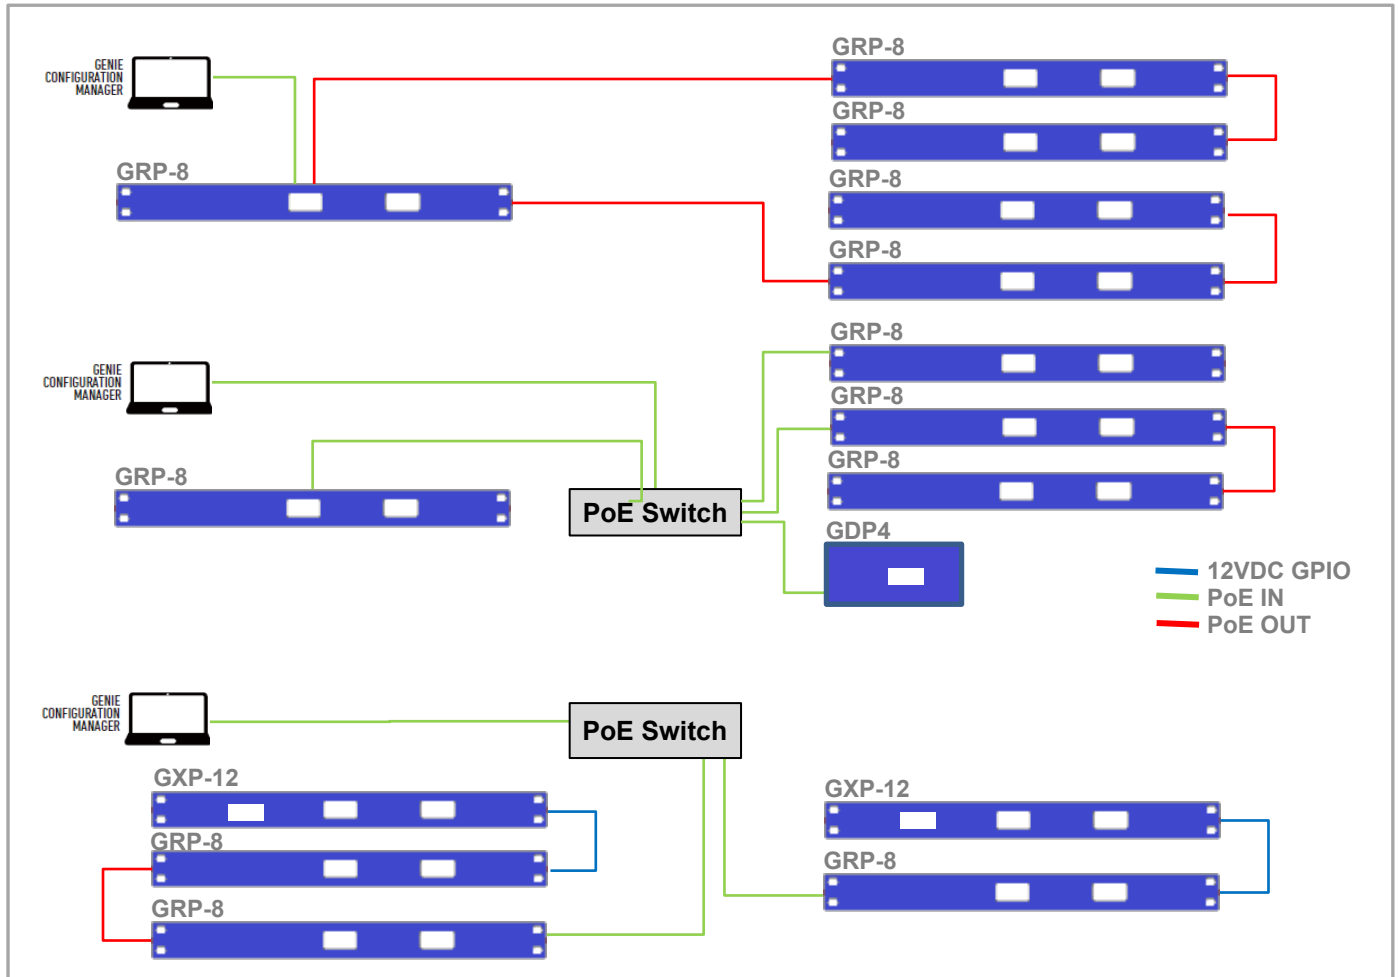 GENIE
CONFIGURATION
MANAGER
GRP-8
GRP-8
GRP-8
GRP-8
GRP-8
GENIE
CONFIGURATION
MANAGER
GRP-8
GRP-8
GRP-8
GRP-8
PoE Switch
GDP4
12VDC GPIO
PoE IN
PoE OUT
GENIE
CONFIGURATION
MANAGER
PoE Switch
GXP-12
GRP-8
GRP-8
GXP-12
GRP-8